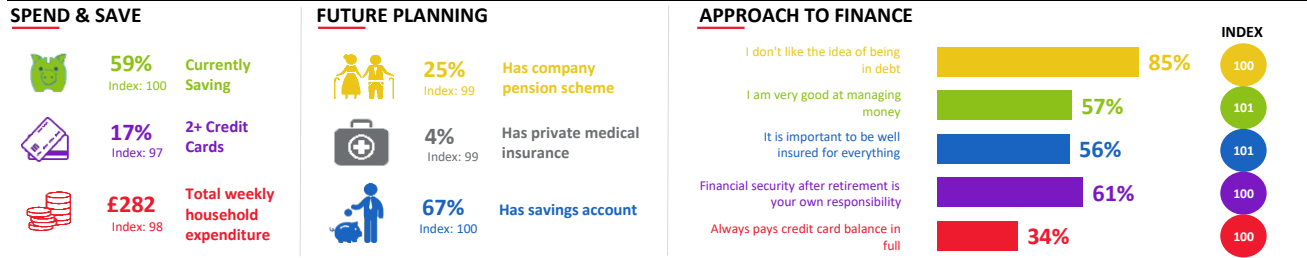 SPEND & SAVE
59%
Index: 100
Currently
Saving
17%
Index: 97
2+ Credit
Cards
£282
Index: 98
Total weekly
household
expenditure
FUTURE PLANNING
25%
Index: 99
Has company
pension scheme
4%
Index: 99
Has private medical
insurance
67%
Index: 100
Has savings account
APPROACH TO FINANCE
INDEX
I don't like the idea of being
in debt
85%
100
I am very good at managing
money
57%
101
It is important to be well
insured for everything
56%
101
Financial security after retirement is
your own responsibility
61%
100
Always pays credit card balance in
full
34%
100